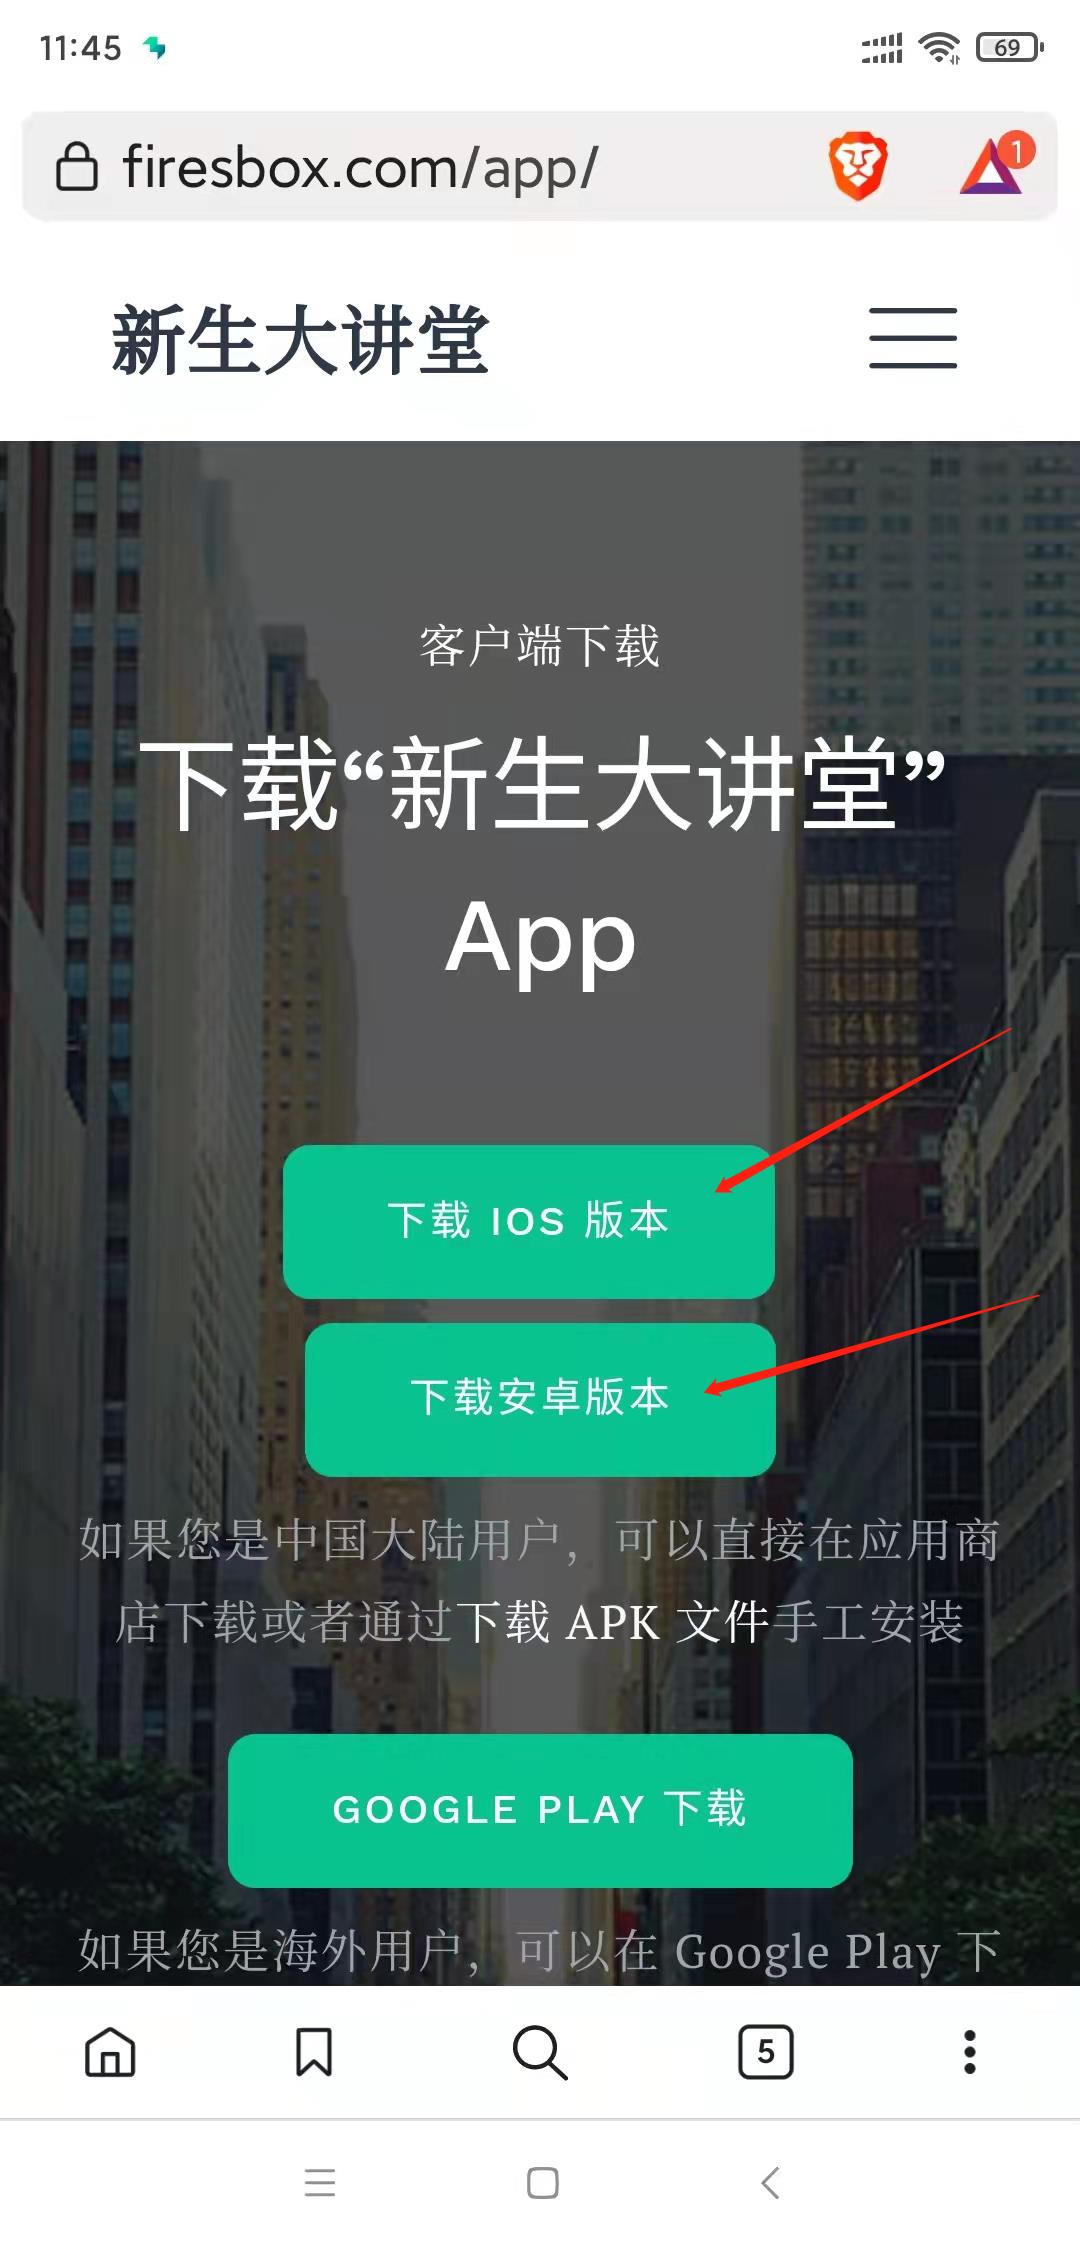 11:45
69
firesbox.com/app/
1
新生大讲堂
客户端下载
下载“新生大讲堂”
App
下载 IOS 版本
下载安卓版本
如果您是中国大陆用户，可以直接在应用商
店下载或者通过下载 APK 文件手工安装
GOOGLE PLAY 下载
如果您是海外用户，可以在 Google Play 下
5